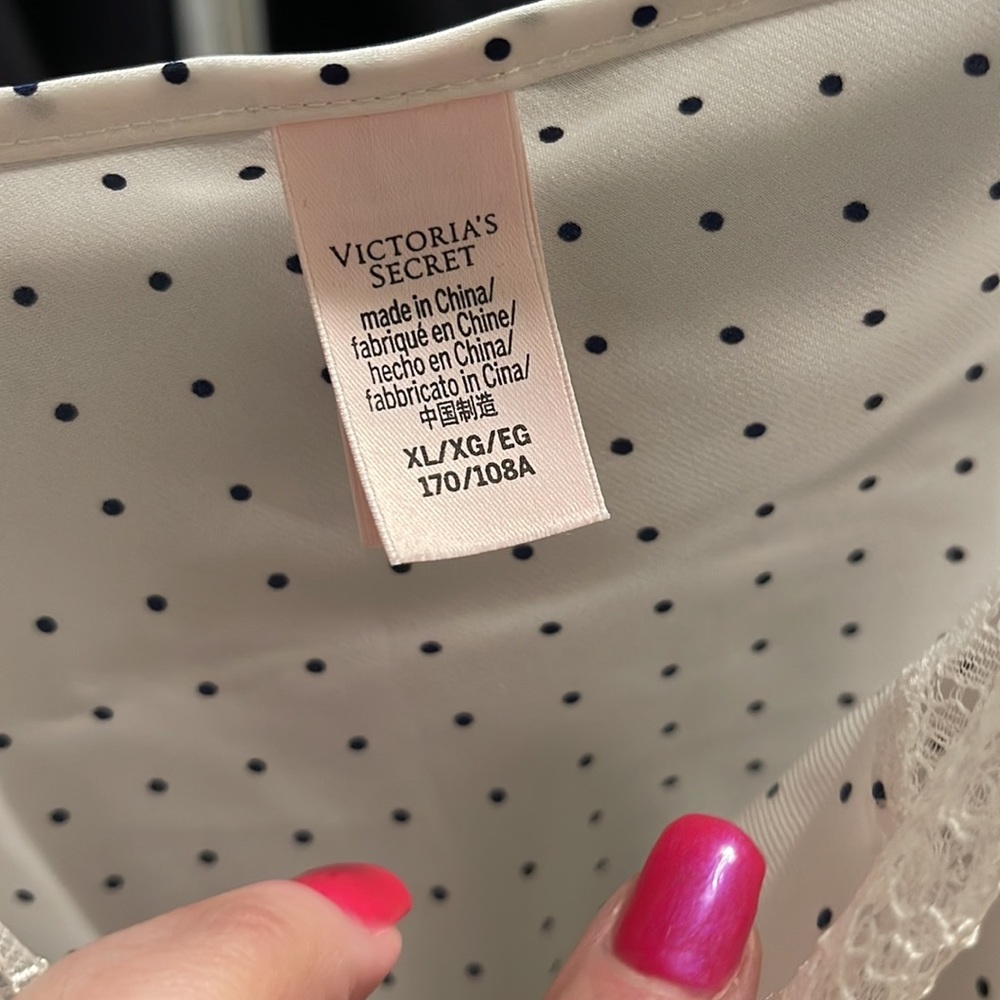 VICTORIA'S
SECRET
made in China/
fabriqué en Chine/
hecho en China/
fabbricato in Cina/
中国制造
XL/XG/EG
170/108A